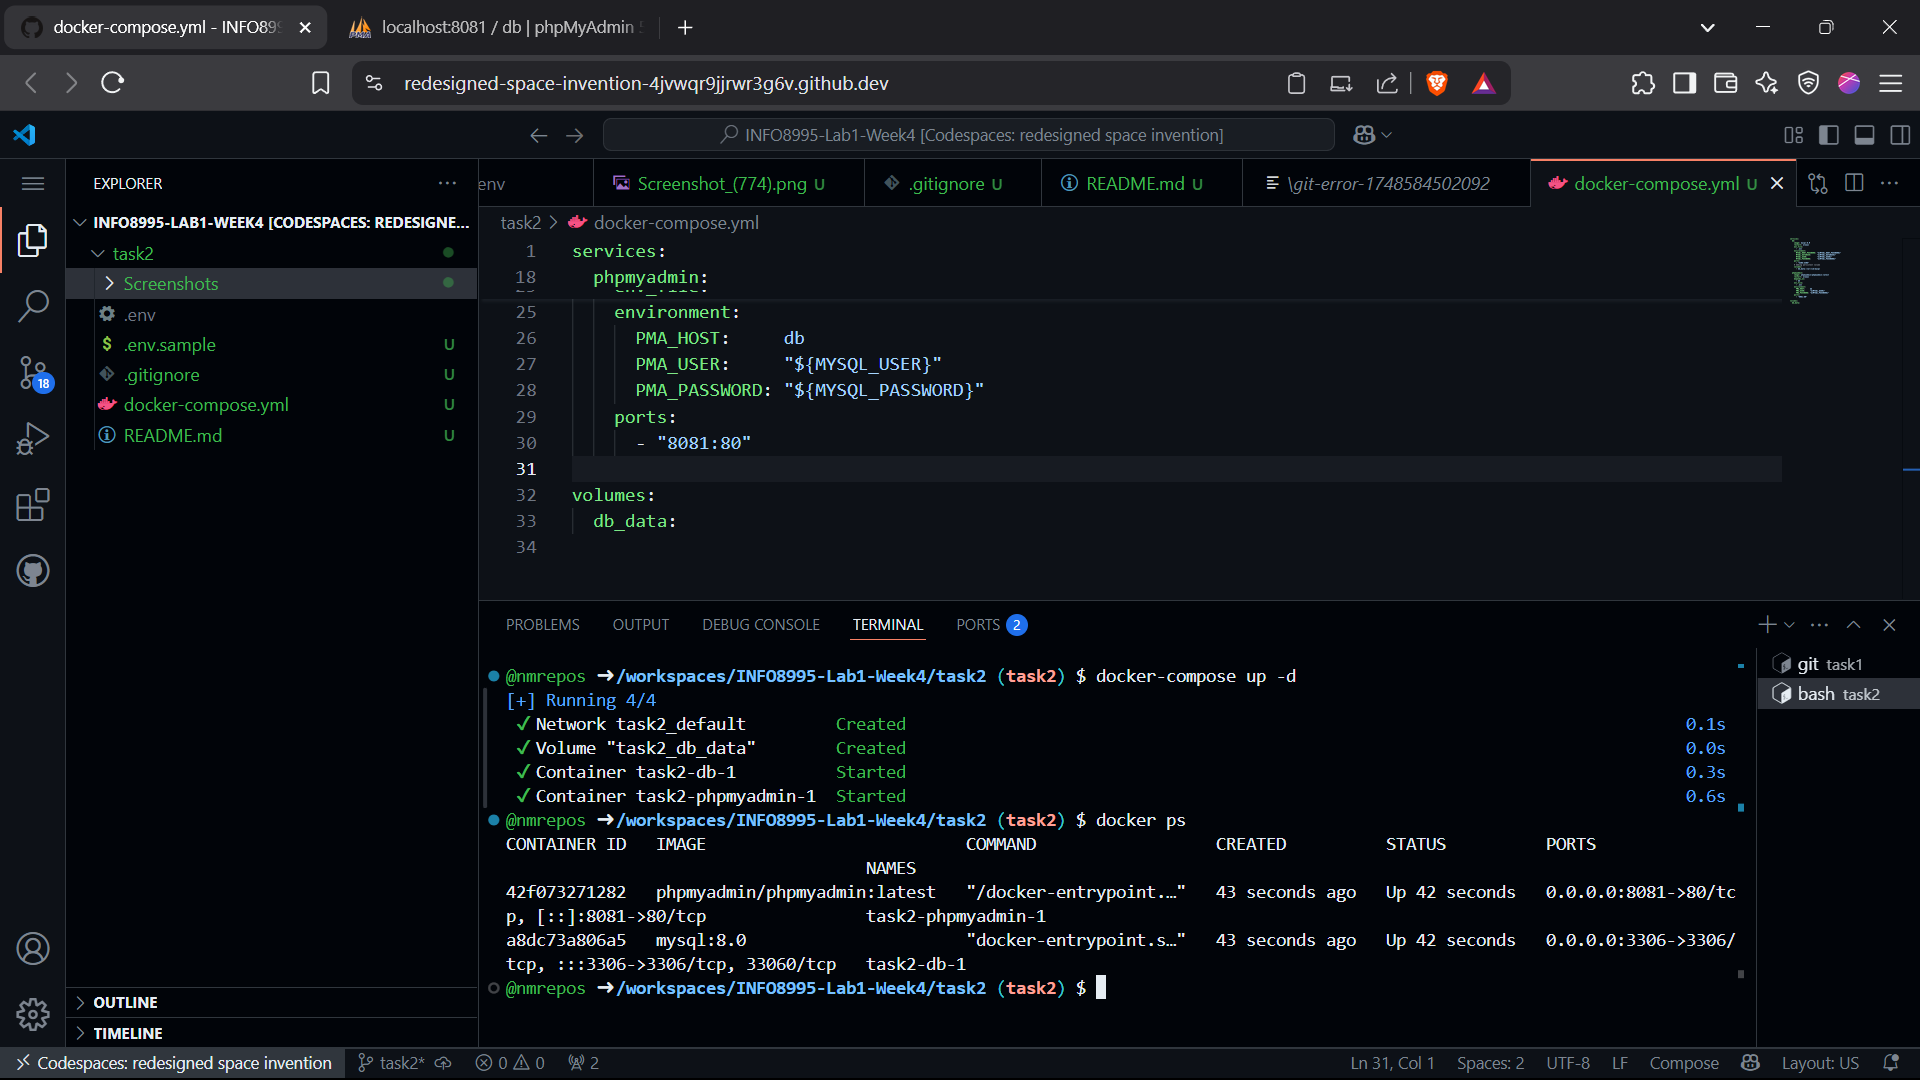 docker-compose.yml - INFO89
localhost:8081 / db | phpMyAdmin
redesigned-space-invention-4jvwqr9jjrwr3g6v.github.dev
INFO8995-Lab1-Week4 [Codespaces: redesigned space invention]
EXPLORER
env
Screenshot_(774).png U
.gitignore U
README.md U
\git-error-1748584502092
docker-compose.yml U
INFO8995-LAB1-WEEK4 [CODESPACES: REDESIGNE...
task2
Screenshots
.env
.env.sample U
.gitignore U
docker-compose.yml U
README.md U
18
OUTLINE
TIMELINE
task2 > docker-compose.yml
1 services:
18 phpmyadmin:
25 environment:
26 PMA_HOST: db
27 PMA_USER: "${MYSQL_USER}"
28 PMA_PASSWORD: "${MYSQL_PASSWORD}"
29 ports:
30 - "8081:80"
31
32 volumes:
33 db_data:
34
PROBLEMS OUTPUT DEBUG CONSOLE TERMINAL PORTS 2
git task1
bash task2
@nmrepos ➜/workspaces/INFO8995-Lab1-Week4/task2 (task2) $ docker-compose up -d
[+] Running 4/4
✓ Network task2_default Created 0.1s
✓ Volume "task2_db_data" Created 0.0s
✓ Container task2-db-1 Started 0.3s
✓ Container task2-phpmyadmin-1 Started 0.6s
@nmrepos ➜/workspaces/INFO8995-Lab1-Week4/task2 (task2) $ docker ps
CONTAINER ID IMAGE COMMAND CREATED STATUS PORTS
NAMES
42f073271282 phpmyadmin/phpmyadmin:latest "/docker-entrypoint.…" 43 seconds ago Up 42 seconds 0.0.0.0:8081->80/tc
p, [::]:8081->80/tcp task2-phpmyadmin-1
a8dc73a806a5 mysql:8.0 "docker-entrypoint.s…" 43 seconds ago Up 42 seconds 0.0.0.0:3306->3306/
tcp, :::3306->3306/tcp, 33060/tcp task2-db-1
@nmrepos ➜/workspaces/INFO8995-Lab1-Week4/task2 (task2) $
Codespaces: redesigned space invention task2* 0 0 2 Ln 31, Col 1 Spaces: 2 UTF-8 LF Compose Layout: US